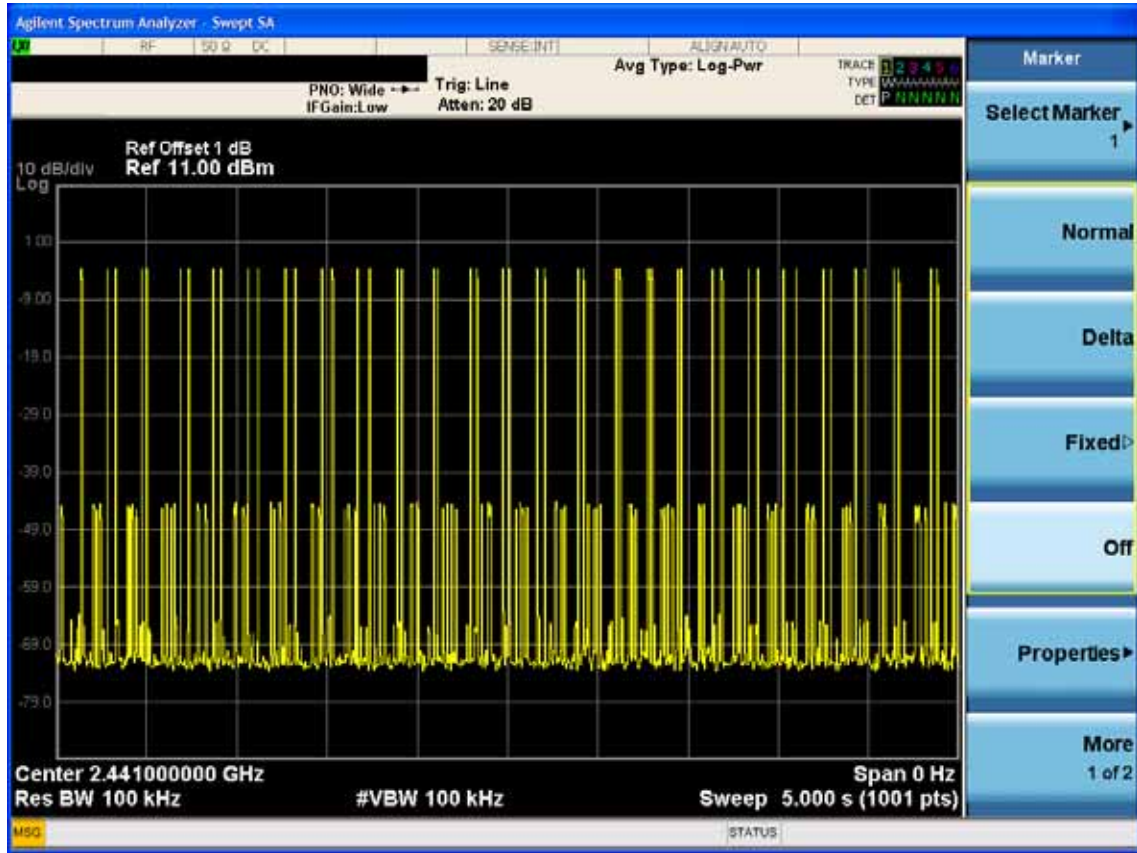 Agilent Spectrum Analyzer - Swept SA
RF 50 Ω DC SENSE:INT ALIGN AUTO
Marker
Avg Type: Log-Pwr
TRACE 1 2 3 4 5 6
PNO: Wide Trig: Line
TYPE
IFGain:Low Atten: 20 dB
DET P N N N N N
Select Marker
1
Ref Offset 1 dB
10 dB/div Ref 11.00 dBm
Log
Normal
1.00
-9.00
Delta
-19.0
-29.0
Fixed
-39.0
-49.0
Off
-59.0
-69.0
Properties
-79.0
More
1 of 2
Center 2.441000000 GHz Span 0 Hz
Res BW 100 kHz #VBW 100 kHz Sweep 5.000 s (1001 pts)
MSG STATUS